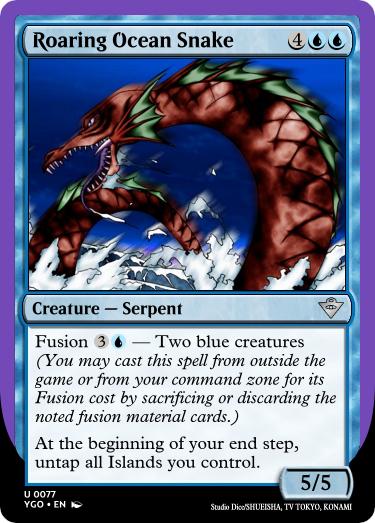 Roaring Ocean Snake 4
Creature — Serpent
Fusion 3 — Two blue creatures
(You may cast this spell from outside the
game or from your command zone for its
Fusion cost by sacrificing or discarding the
noted fusion material cards.)
At the beginning of your end step,
untap all Islands you control.
5/5
U 0077
YGO • EN
Studio Dice/SHUEISHA, TV TOKYO, KONAMI